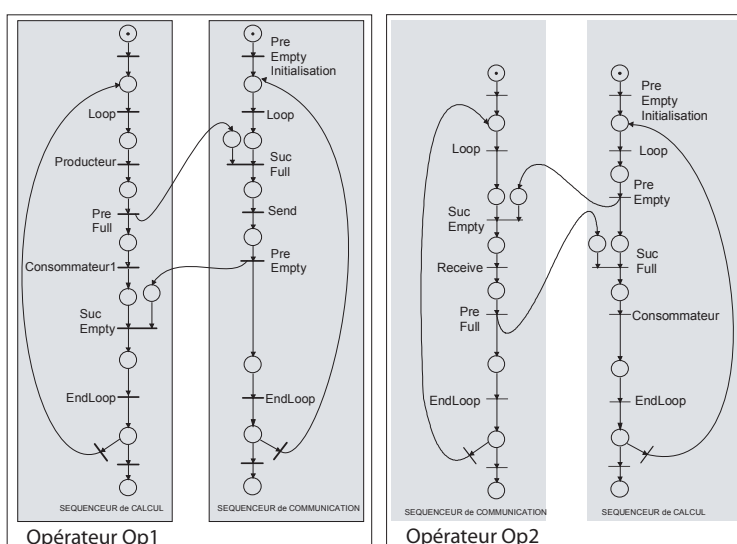 Pre
Empty
Initialisation
Loop
Loop
Producteur
Suc
Full
Pre
Full
Send
Consommateur1
Pre
Empty
Suc
Empty
EndLoop
EndLoop
SEQUENCEUR de CALCUL
SEQUENCEUR de COMMUNICATION
Opérateur Op1
Pre
Empty
Initialisation
Loop
Loop
Pre
Empty
Suc
Empty
Suc
Full
Receive
Pre
Full
Consommateur
EndLoop
EndLoop
SEQUENCEUR de COMMUNICATION
SEQUENCEUR de CALCUL
Opérateur Op2